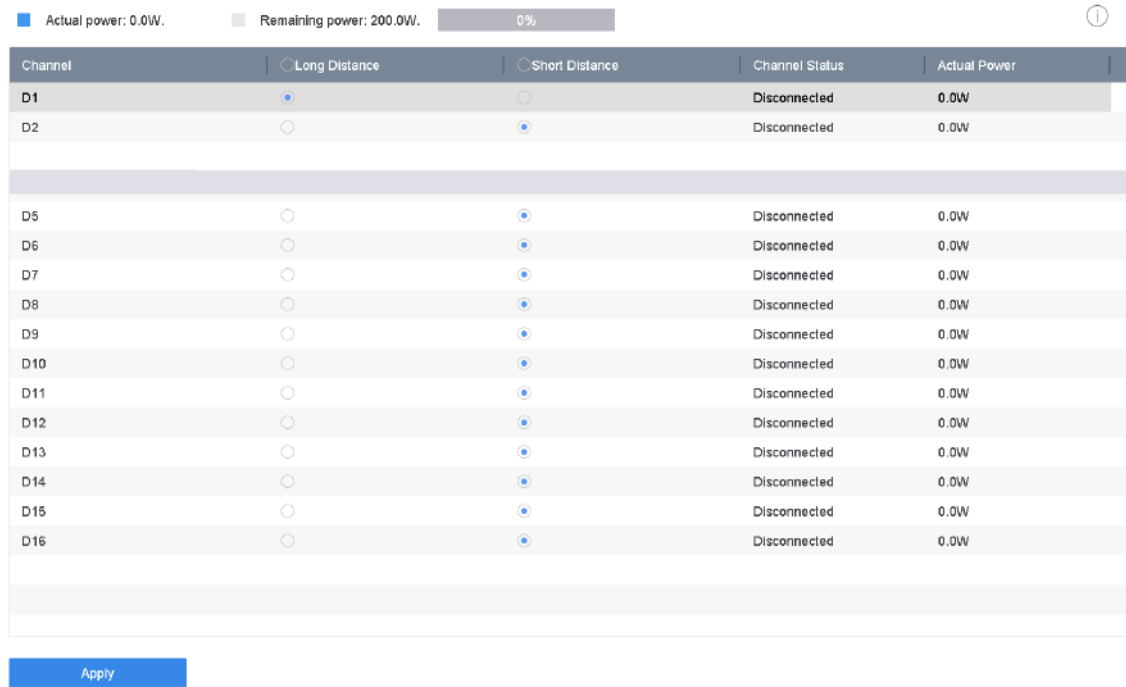 Actual power: 0.0W. Remaining power: 200.0W. 0%
Channel Long Distance Short Distance Channel Status Actual Power
D1 Disconnected 0.0W
D2 Disconnected 0.0W
D5 Disconnected 0.0W
D6 Disconnected 0.0W
D7 Disconnected 0.0W
D8 Disconnected 0.0W
D9 Disconnected 0.0W
D10 Disconnected 0.0W
D11 Disconnected 0.0W
D12 Disconnected 0.0W
D13 Disconnected 0.0W
D14 Disconnected 0.0W
D15 Disconnected 0.0W
D16 Disconnected 0.0W
Apply